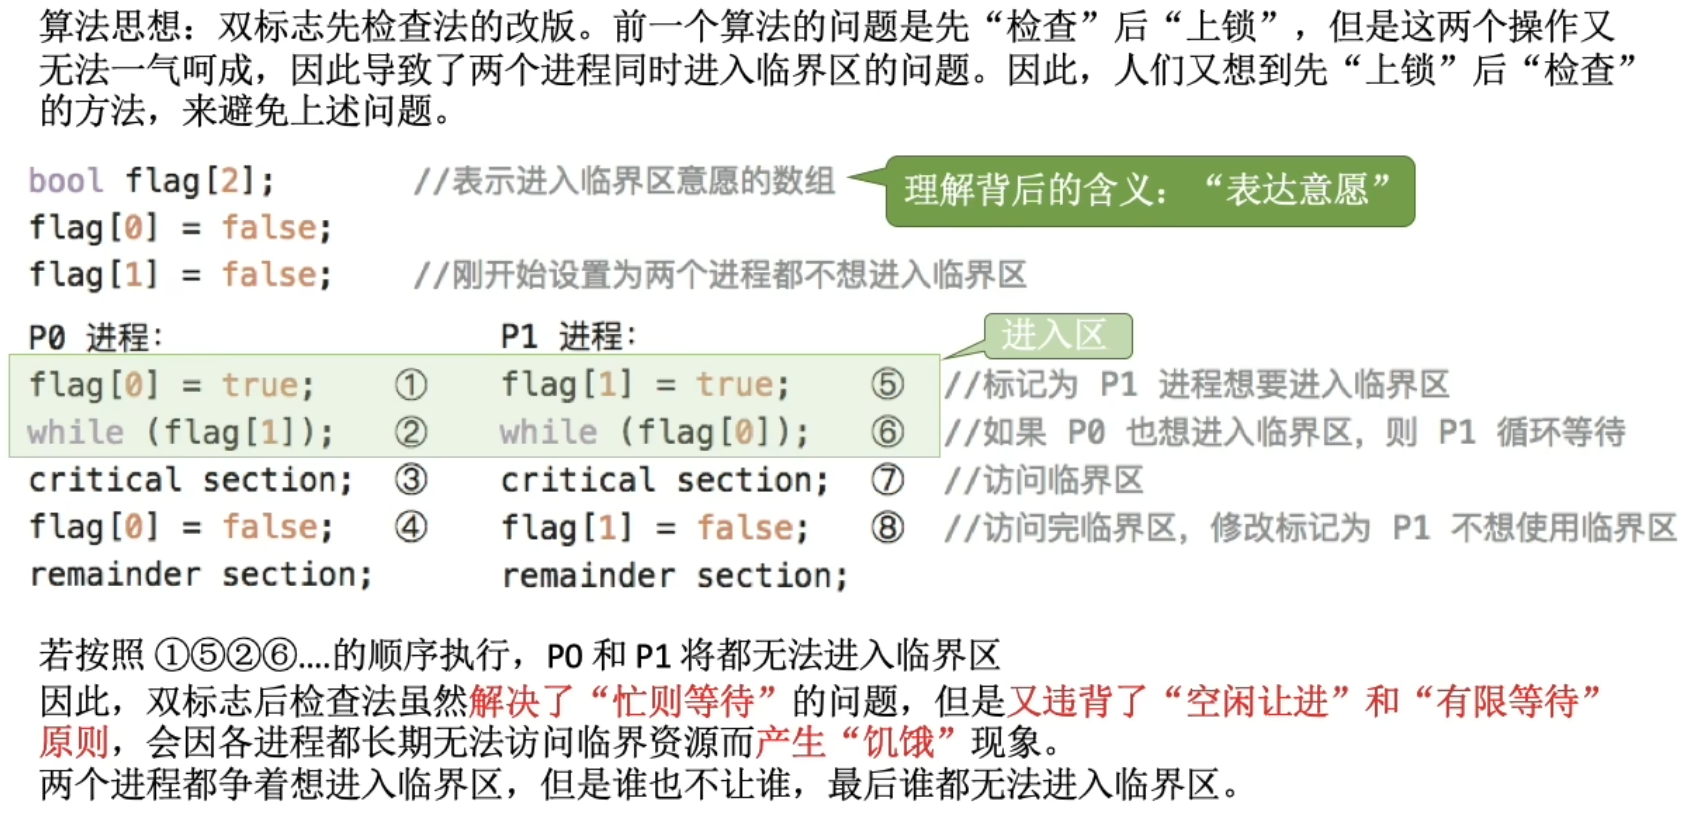 算法思想：双标志先检查法的改版。前一个算法的问题是先“检查”后“上锁”，但是这两个操作又
无法一气呵成，因此导致了两个进程同时进入临界区的问题。因此，人们又想到先“上锁”后“检查”
的方法，来避免上述问题。
bool flag[2]; //表示进入临界区意愿的数组
理解背后的含义：“表达意愿”
flag[0] = false;
flag[1] = false; //刚开始设置为两个进程都不想进入临界区
P0 进程: P1 进程:
进入区
flag[0] = true; ① flag[1] = true; ⑤ //标记为 P1 进程想要进入临界区
while (flag[1]); ② while (flag[0]); ⑥ //如果 P0 也想进入临界区，则 P1 循环等待
critical section; ③ critical section; ⑦ //访问临界区
flag[0] = false; ④ flag[1] = false; ⑧ //访问完临界区，修改标记为 P1 不想使用临界区
remainder section; remainder section;
若按照 ①⑤②⑥....的顺序执行，P0 和 P1 将都无法进入临界区
因此，双标志后检查法虽然解决了“忙则等待”的问题，但是又违背了“空闲让进”和“有限等待”
原则，会因各进程都长期无法访问临界资源而产生“饥饿”现象。
两个进程都争着想进入临界区，但是谁也不让谁，最后谁都无法进入临界区。